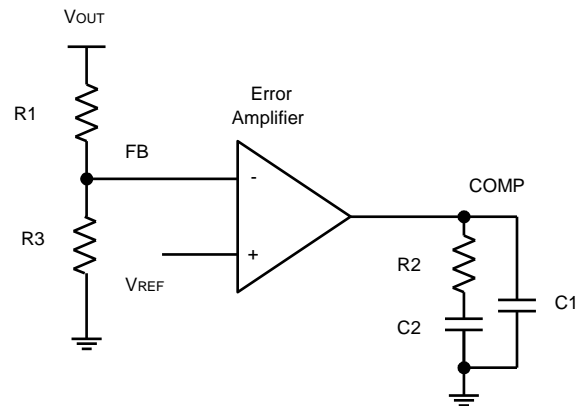 VOUT
R1
Error
Amplifier
FB
-
COMP
R3
+
R2
VREF
C1
C2